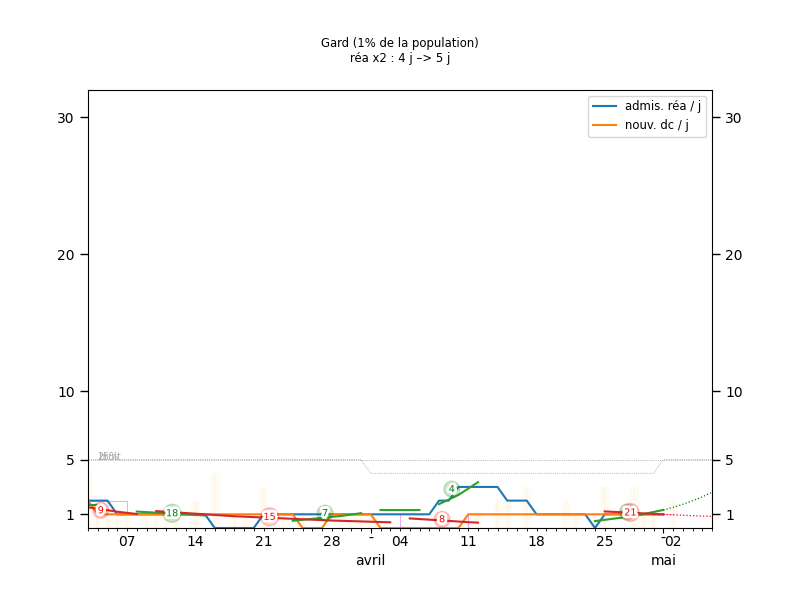 Gard (1% de la population)
réa x2 : 4 j –> 5 j
admis. réa / j
nouv. dc / j
30 30
20 20
10 10
5 5
1 1
9 18 15 7 8 4 21
07 14 21 28 - 04 11 18 25 -02
avril mai